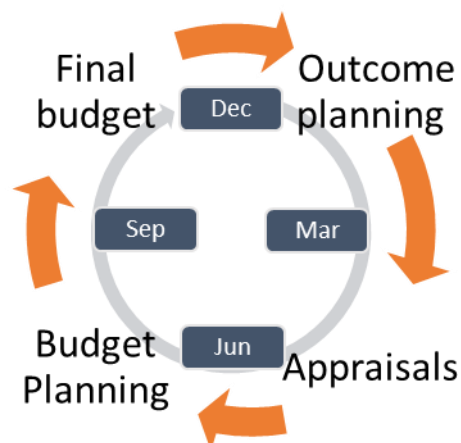 Final
budget
Dec
Outcome
planning
Sep
Mar
Budget
Planning
Jun
Appraisals